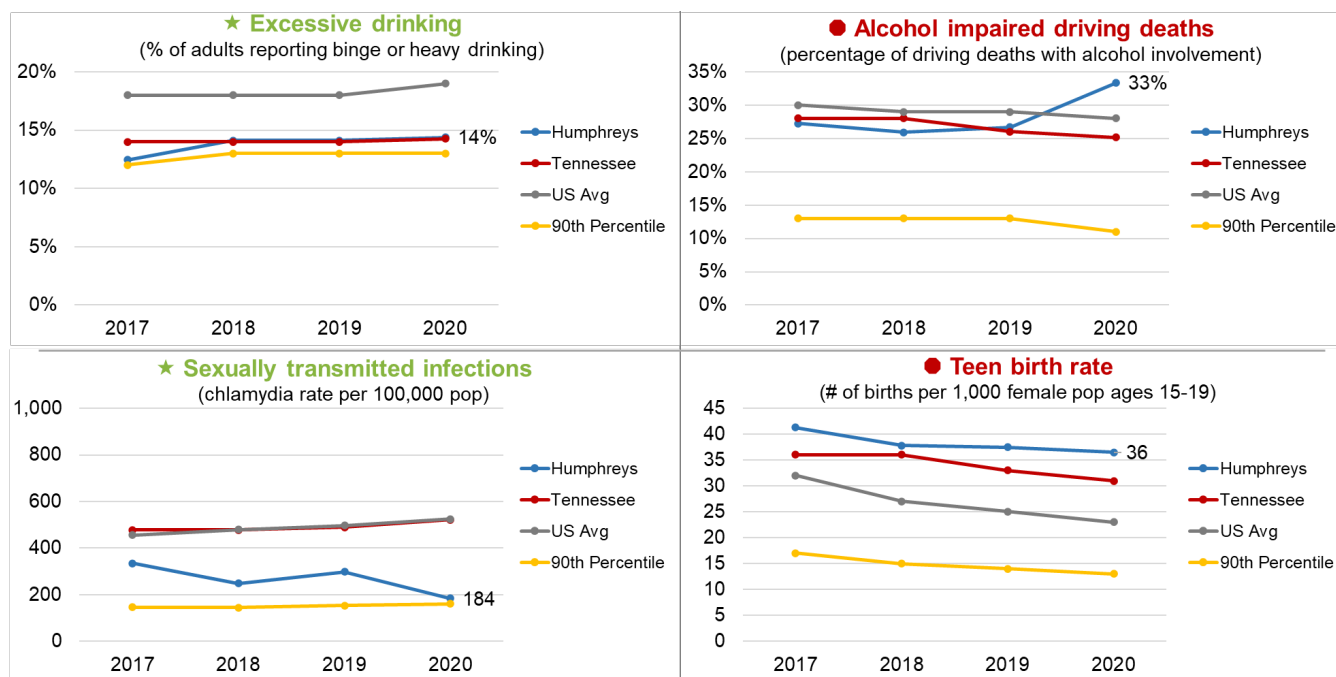 ★ Excessive drinking
(% of adults reporting binge or heavy drinking)
20%
15%
10%
5%
0%
14%
2017 2018 2019 2020
Humphreys
Tennessee
US Avg
90th Percentile
Alcohol impaired driving deaths
(percentage of driving deaths with alcohol involvement)
35%
30%
25%
20%
15%
10%
5%
0%
33%
2017 2018 2019 2020
Humphreys
Tennessee
US Avg
90th Percentile
★ Sexually transmitted infections
(chlamydia rate per 100,000 pop)
1,000
800
600
400
200
0
184
2017 2018 2019 2020
Humphreys
Tennessee
US Avg
90th Percentile
Teen birth rate
(# of births per 1,000 female pop ages 15-19)
45
40
35
30
25
20
15
10
5
0
36
2017 2018 2019 2020
Humphreys
Tennessee
US Avg
90th Percentile